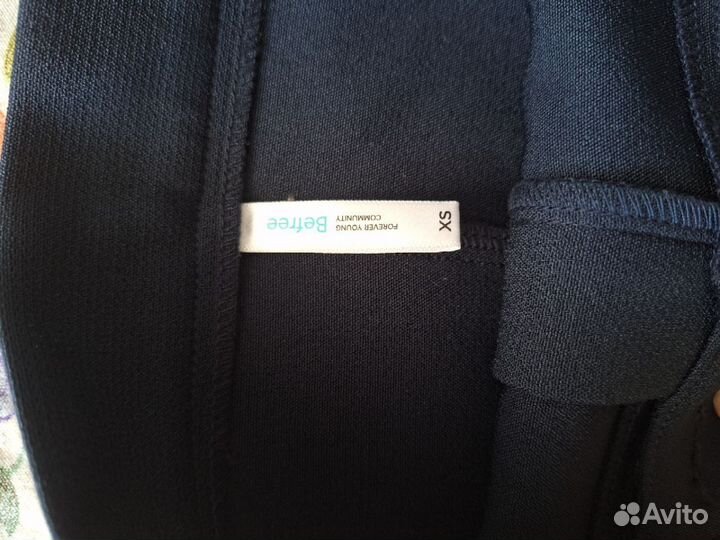 Befree
FOREVER YOUNG
COMMUNITY
XS
Avito